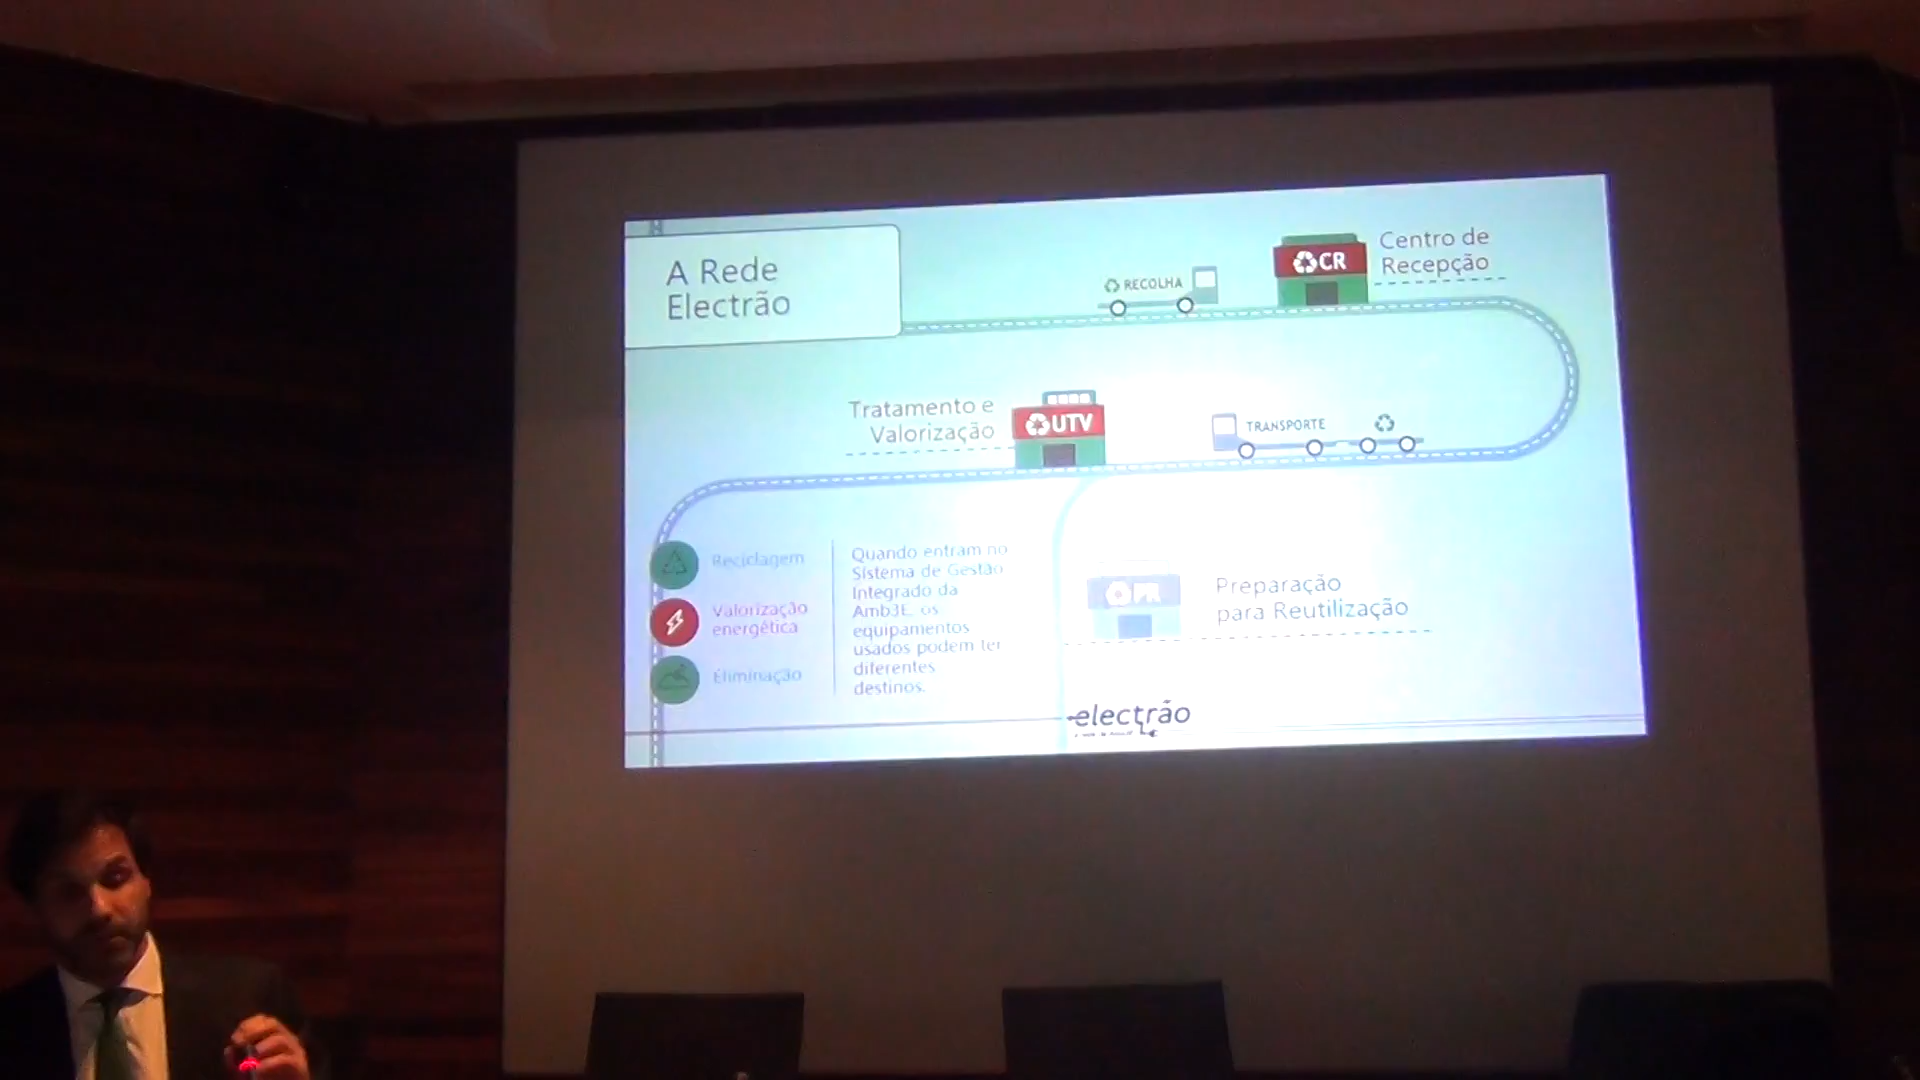 A Rede
Electrão
RECOLHA
CR
Centro de
Recepção
Tratamento e
Valorização
UTV
TRANSPORTE
Reciclagem
Valorização
energética
Eliminação
Quando entram no
Sistema de Gestão
Integrado da
Amb3E, os
equipamentos
usados podem ter
diferentes
destinos.
PR
Preparação
para Reutilização
electrão